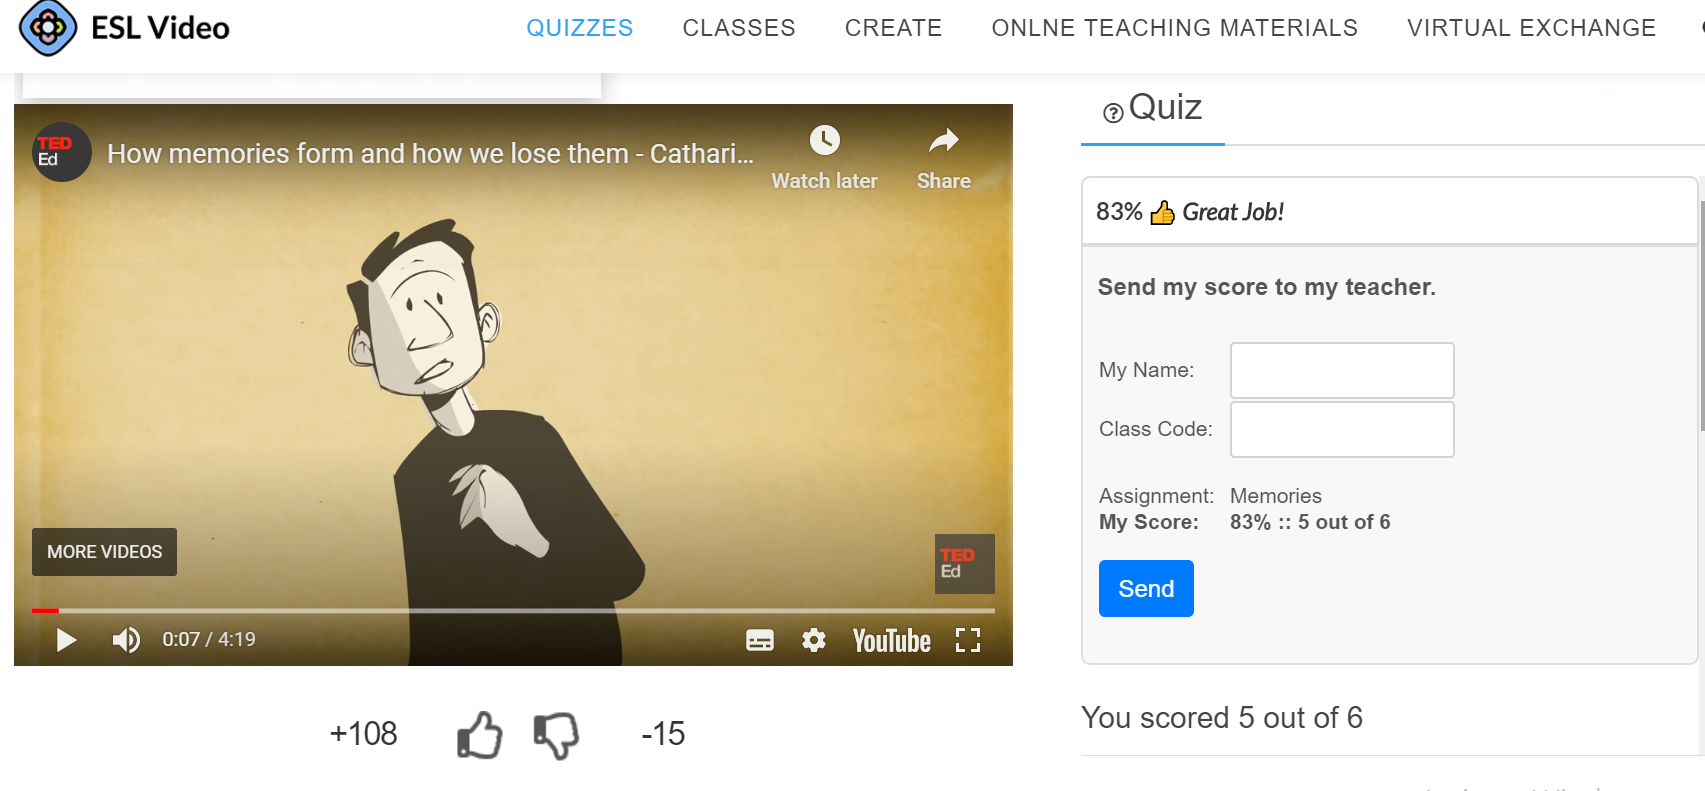 ESL Video
QUIZZES CLASSES CREATE ONLNE TEACHING MATERIALS VIRTUAL EXCHANGE
TED
Ed
How memories form and how we lose them - Cathari...
Watch later Share
MORE VIDEOS
TED
Ed
0:07 / 4:19
YouTube
+108
-15
Quiz
83% 👍 Great Job!
Send my score to my teacher.
My Name:
Class Code:
Assignment: Memories
My Score: 83% :: 5 out of 6
Send
You scored 5 out of 6